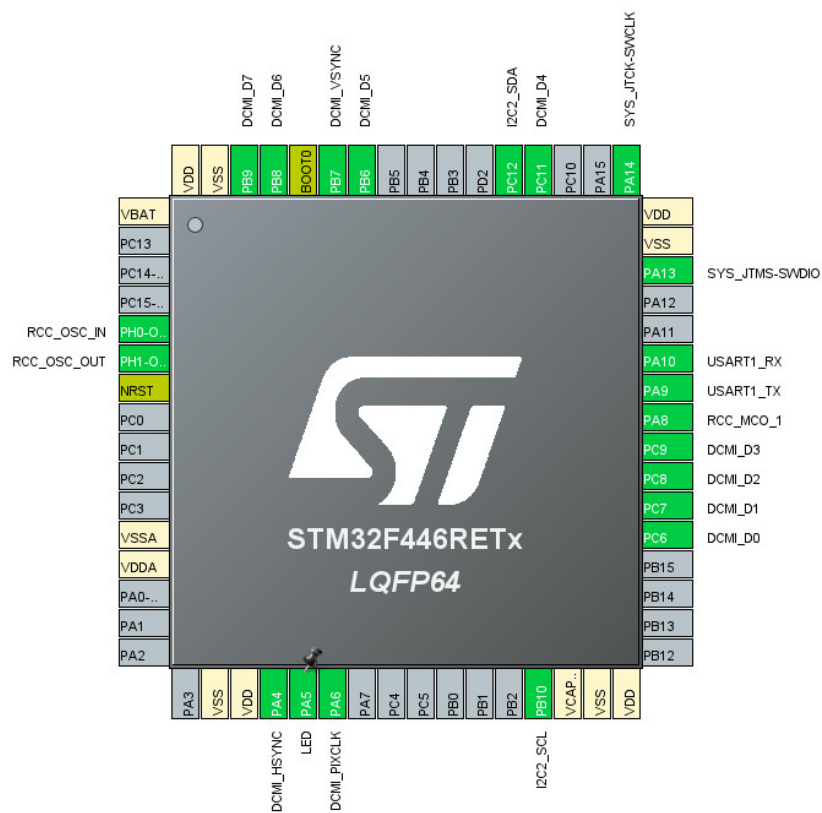 DCMI_D7
DCMI_D6
DCMI_VSYNC
DCMI_D5
I2C2_SDA
DCMI_D4
SYS_JTCK-SWCLK
VDD
VSS
PB9
PB8
BOOT0
PB7
PB6
PB5
PB4
PB3
PD2
PC12
PC11
PC10
PA15
PA14
VBAT
PC13
PC14-..
PC15-..
RCC_OSC_IN PH0-O..
RCC_OSC_OUT PH1-O..
NRST
PC0
PC1
PC2
PC3
VSSA
VDDA
PA0-..
PA1
PA2
STM32F446RETx
LQFP64
VDD
VSS
PA13 SYS_JTMS-SWDIO
PA12
PA11
PA10 USART1_RX
PA9 USART1_TX
PA8 RCC_MCO_1
PC9 DCMI_D3
PC8 DCMI_D2
PC7 DCMI_D1
PC6 DCMI_D0
PB15
PB14
PB13
PB12
PA3
VSS
VDD
PA4
PA5
PA6
PA7
PC4
PC5
PB0
PB1
PB2
PB10
VCAP..
VSS
VDD
DCMI_HSYNC
LED
DCMI_PIXCLK
I2C2_SCL